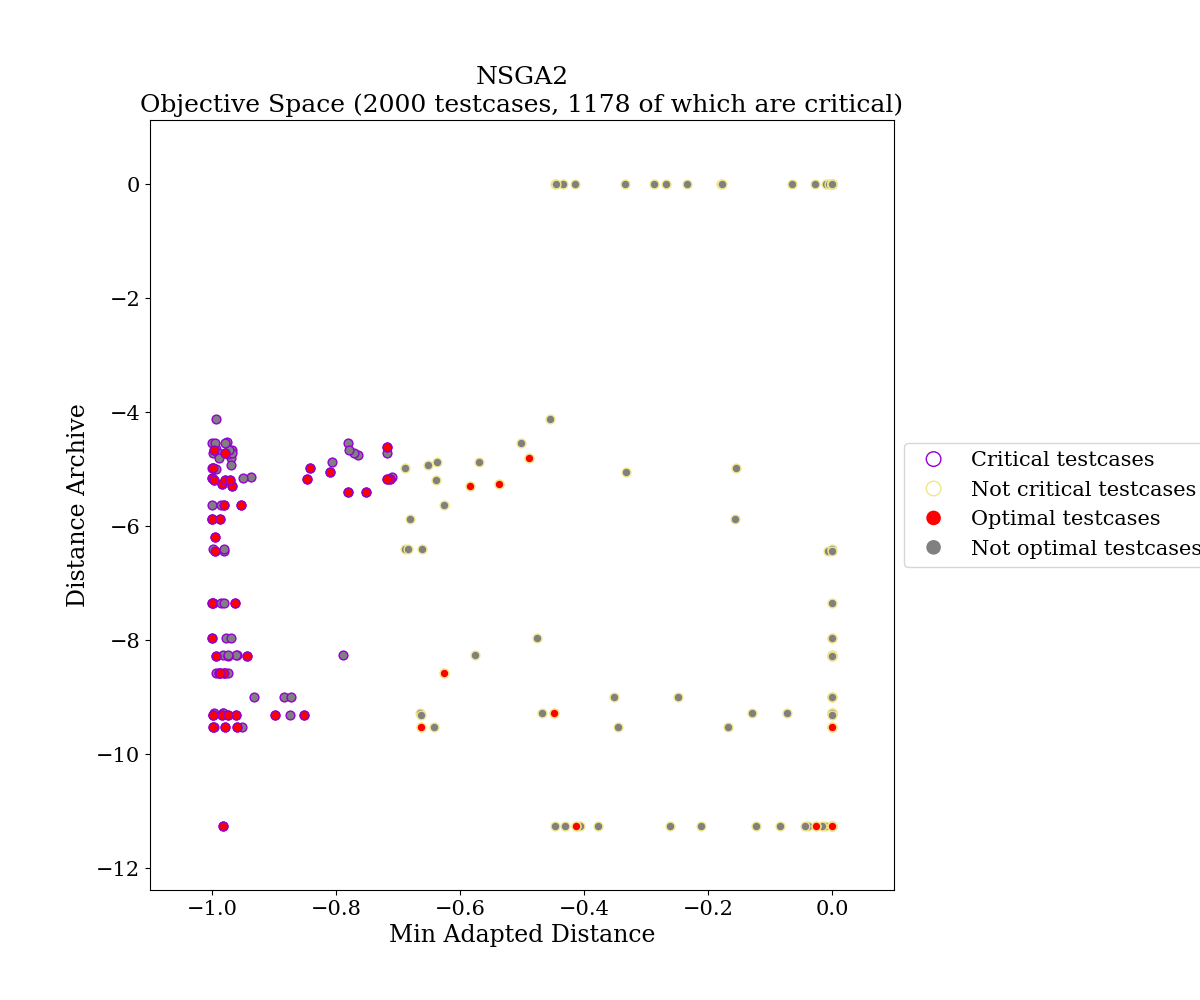 NSGA2
Objective Space (2000 testcases, 1178 of which are critical)
0
−2
−4
−6
−8
−10
−12
Distance Archive
−1.0 −0.8 −0.6 −0.4 −0.2 0.0
Min Adapted Distance
Critical testcases
Not critical testcases
Optimal testcases
Not optimal testcases